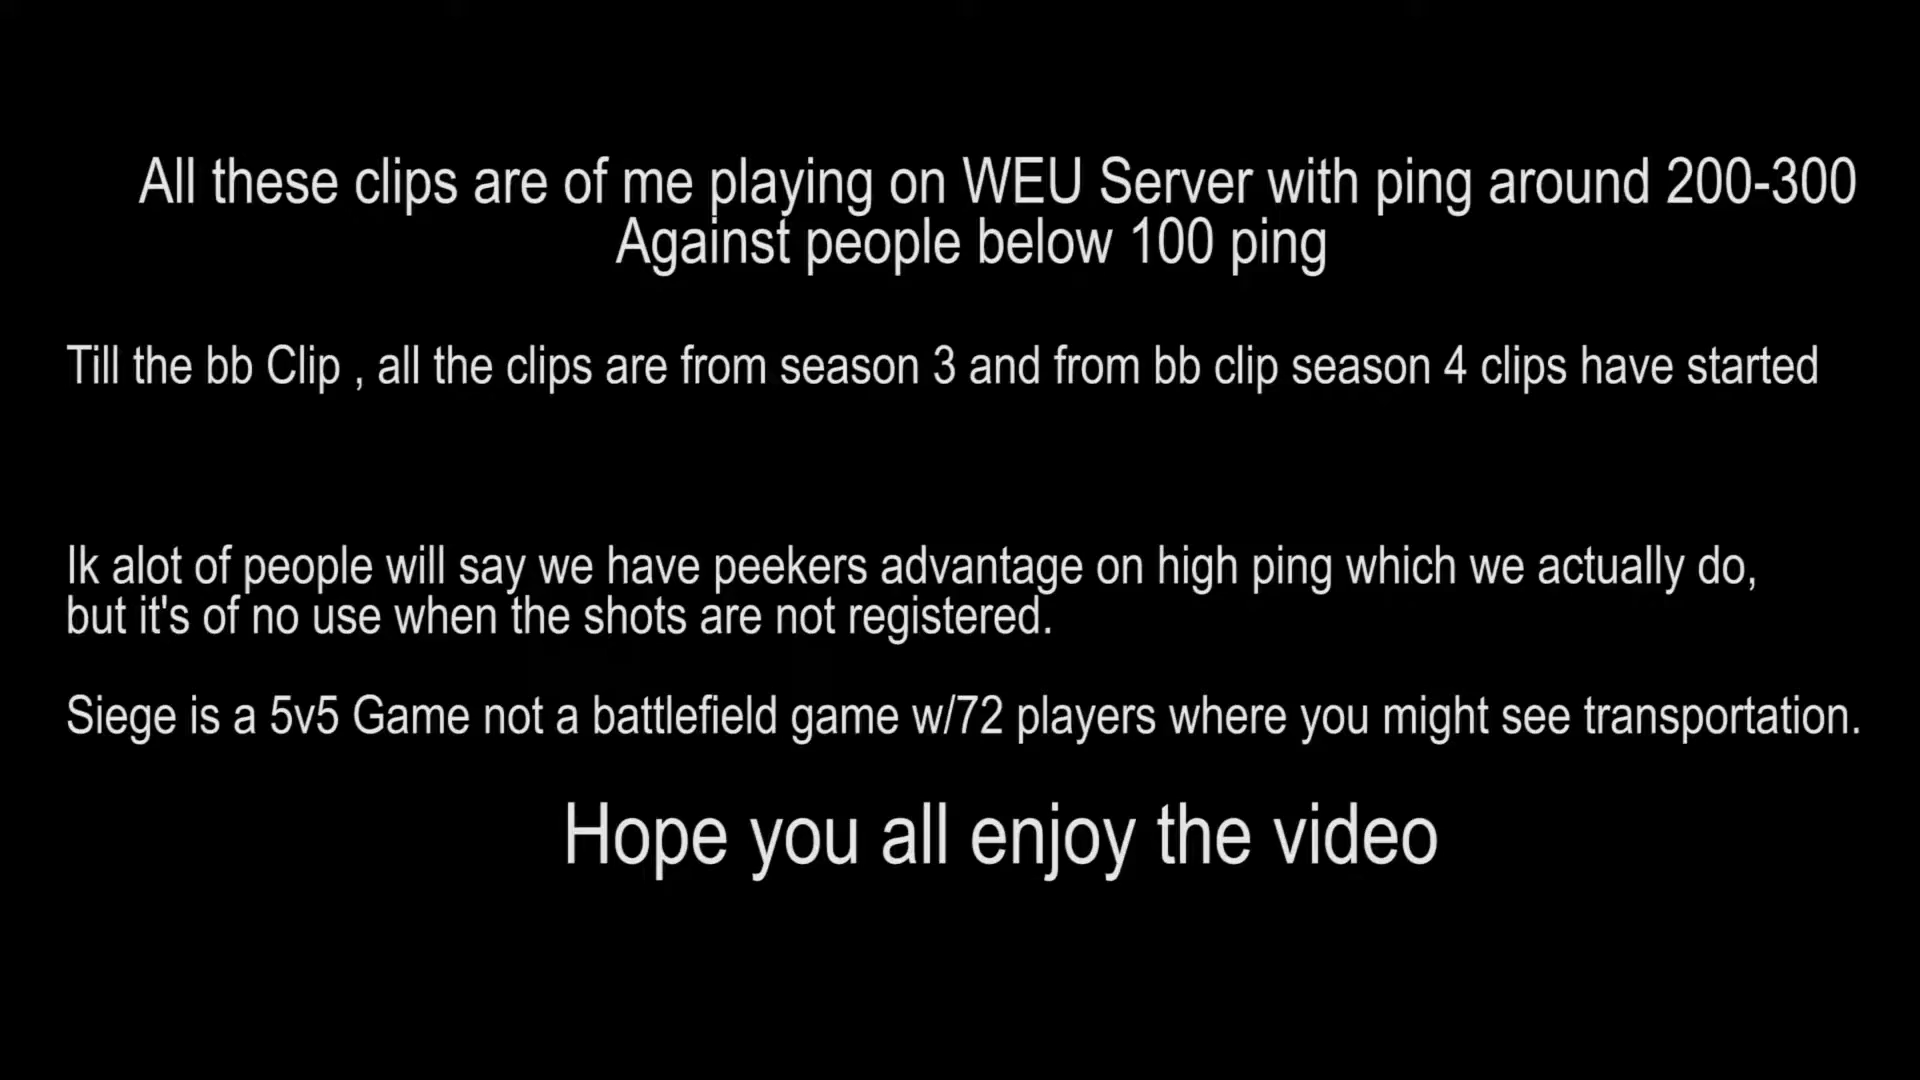 All these clips are of me playing on WEU Server with ping around 200-300
Against people below 100 ping
Till the bb Clip , all the clips are from season 3 and from bb clip season 4 clips have started
Ik alot of people will say we have peekers advantage on high ping which we actually do,
but it's of no use when the shots are not registered.
Siege is a 5v5 Game not a battlefield game w/72 players where you might see transportation.
Hope you all enjoy the video